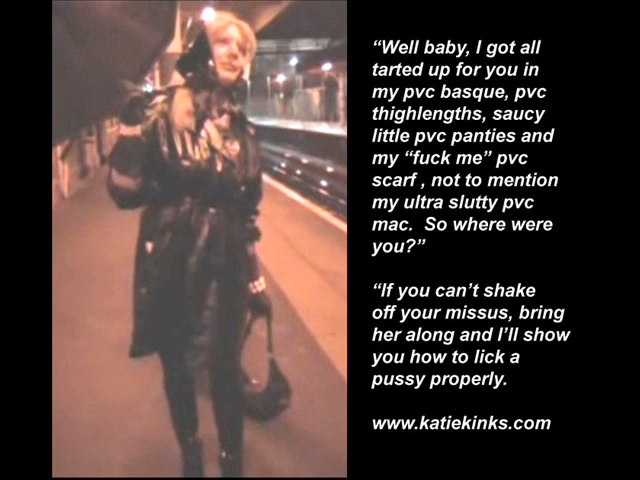 “Well baby, I got all
tarted up for you in
my pvc basque, pvc
thighlengths, saucy
little pvc panties and
my “fuck me” pvc
scarf , not to mention
my ultra slutty pvc
mac.  So where were
you?”
“If you can’t shake
off your missus, bring
her along and I’ll show
you how to lick a
pussy properly.
www.katiekinks.com